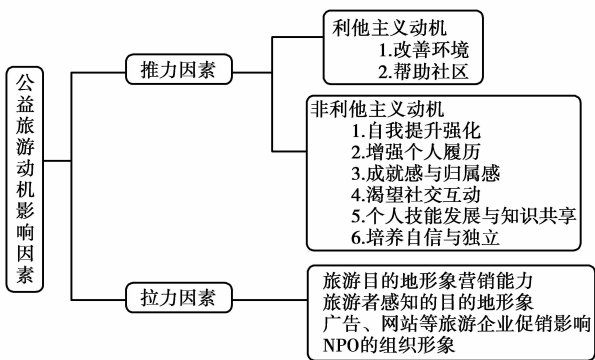 公益旅游动机影响因素
推力因素
利他主义动机
1.改善环境
2.帮助社区
非利他主义动机
1.自我提升强化
2.增强个人履历
3.成就感与归属感
4.渴望社交互动
5.个人技能发展与知识共享
6.培养自信与独立
拉力因素
旅游目的地形象营销能力
旅游者感知的目的地形象
广告、网站等旅游企业促销影响
NPO的组织形象